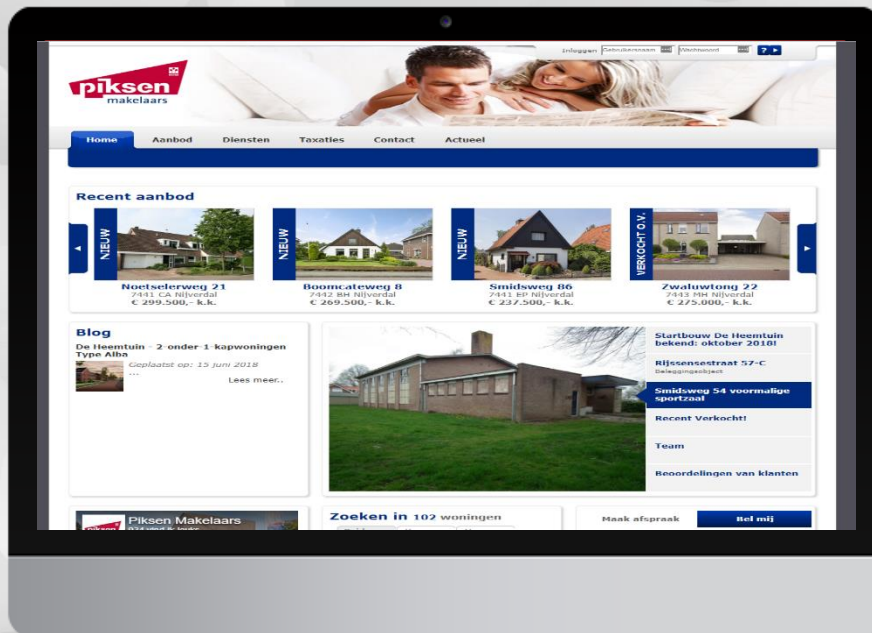 Inloggen Gebruikersnaam Wachtwoord ?
piksen
makelaars
Home Aanbod Diensten Taxaties Contact Actueel
Recent aanbod
NIEUW
Noetselerweg 21
7441 CA Nijverdal
€ 299.500,- k.k.
NIEUW
Boomcateweg 8
7442 BH Nijverdal
€ 269.500,- k.k.
NIEUW
Smidsweg 86
7441 EP Nijverdal
€ 237.500,- k.k.
VERKOCHT O.V.
Zwaluwtong 22
7443 MH Nijverdal
€ 275.000,- k.k.
Blog
De Heemtuin - 2-onder-1-kapwoningen
Type Alba
Geplaatst op: 15 juni 2018
...
Lees meer..
Startbouw De Heemtuin
bekend: oktober 2018!
Rijssensestraat 57-C
Beleggingsobject
Smidsweg 54 voormalige
sportzaal
Recent Verkocht!
Team
Beoordelingen van klanten
Piksen Makelaars
Zoeken in 102 woningen
Maak afspraak
Bel mij